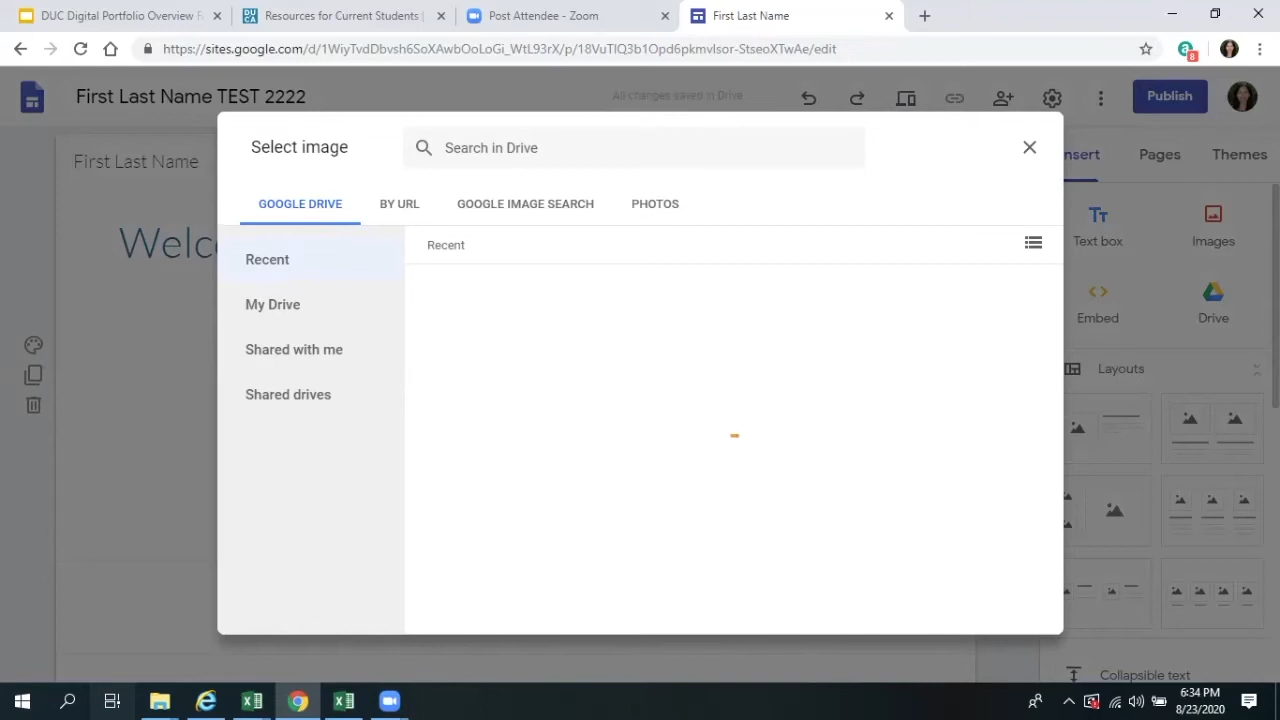 DUC Digital Portfolio Overview F
Resources for Current Students |
Post Attendee - Zoom
First Last Name
https://sites.google.com/d/1WiyTvdDbvsh6SoXAwbOoLoGi_WtL93rX/p/18VuTlQ3b1Opd6pkmvlsor-StseoXTwAe/edit
8
First Last Name TEST 2222
All changes saved in Drive
Publish
First Last Name
Select image
Search in Drive
nsert
Pages
Themes
GOOGLE DRIVE
BY URL
GOOGLE IMAGE SEARCH
PHOTOS
Welc
Recent
Recent
My Drive
Shared with me
Shared drives
Text box
Images
Embed
Drive
Layouts
Collapsible text
6:34 PM
8/23/2020